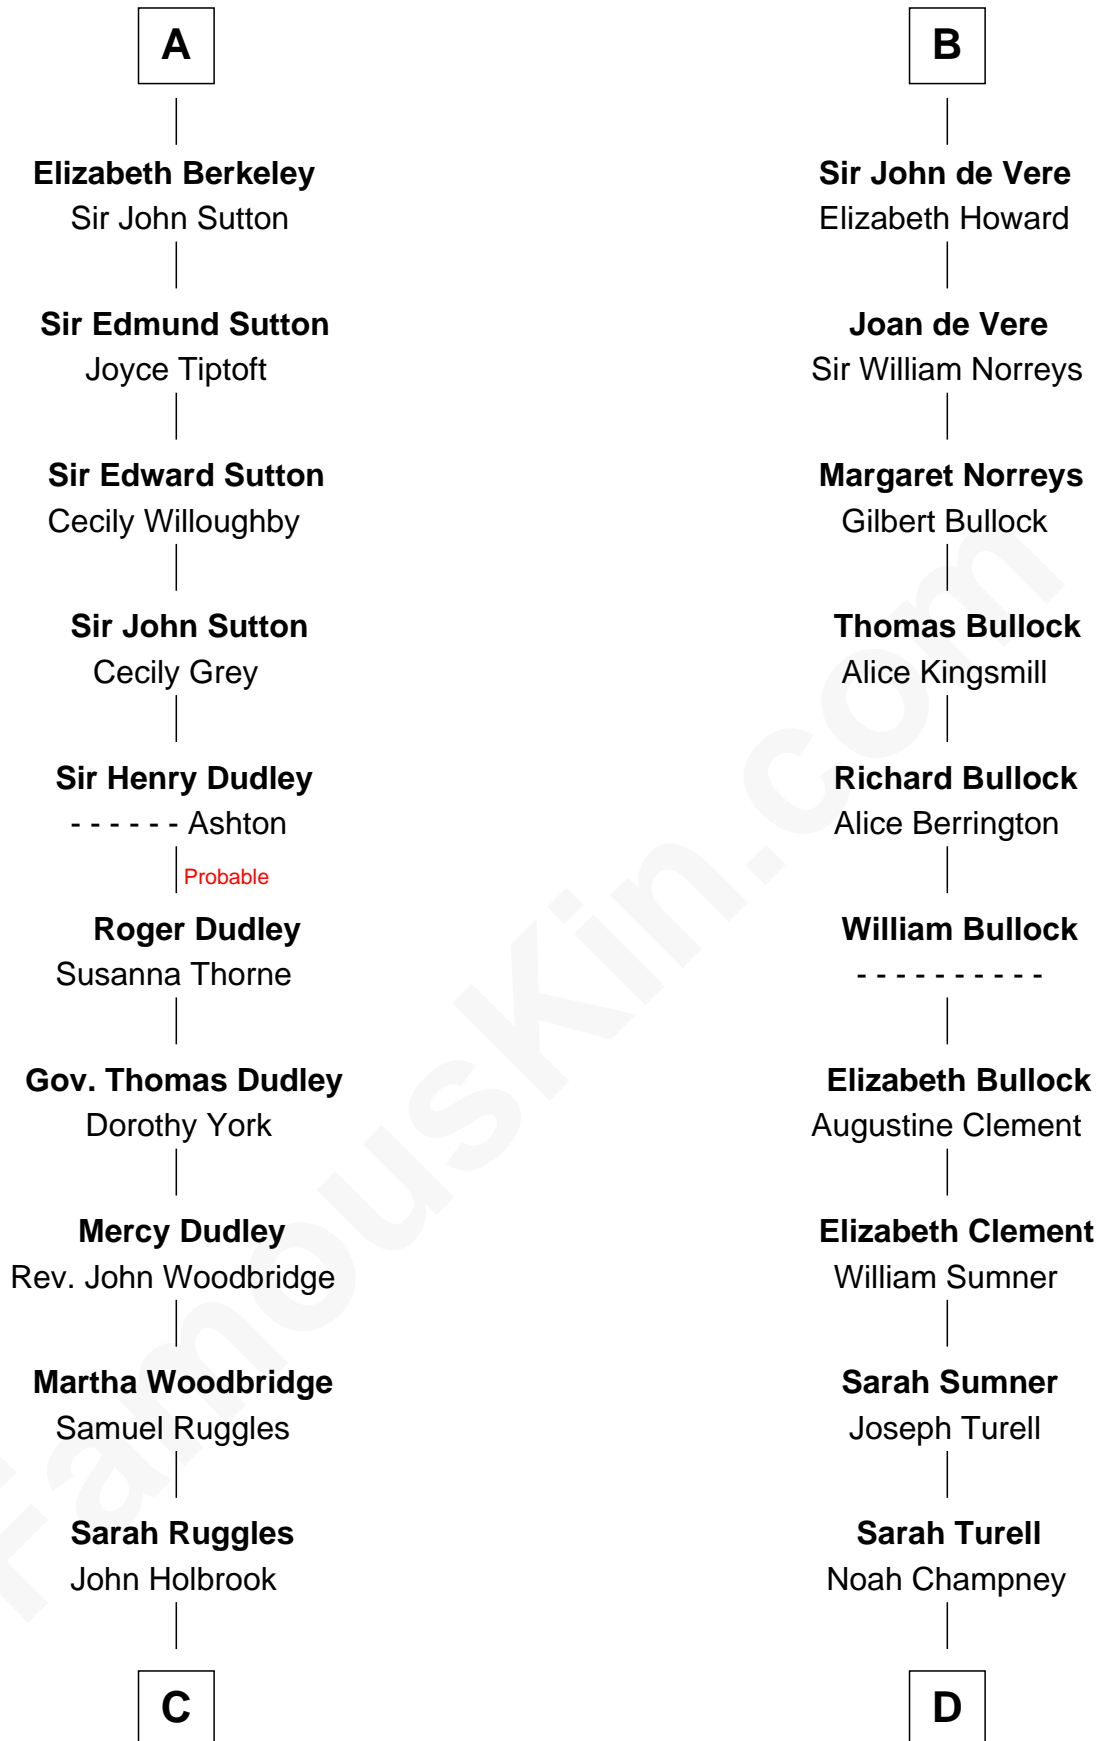 A
Elizabeth Berkeley
Sir John Sutton
Sir Edmund Sutton
Joyce Tiptoft
Sir Edward Sutton
Cecily Willoughby
Sir John Sutton
Cecily Grey
Sir Henry Dudley
- - - - - - Ashton
Probable
Roger Dudley
Susanna Thorne
Gov. Thomas Dudley
Dorothy York
Mercy Dudley
Rev. John Woodbridge
Martha Woodbridge
Samuel Ruggles
Sarah Ruggles
John Holbrook
C
B
Sir John de Vere
Elizabeth Howard
Joan de Vere
Sir William Norreys
Margaret Norreys
Gilbert Bullock
Thomas Bullock
Alice Kingsmill
Richard Bullock
Alice Berrington
William Bullock
- - - - - - - - - -
Elizabeth Bullock
Augustine Clement
Elizabeth Clement
William Sumner
Sarah Sumner
Joseph Turell
Sarah Turell
Noah Champney
D
FamousKin.com